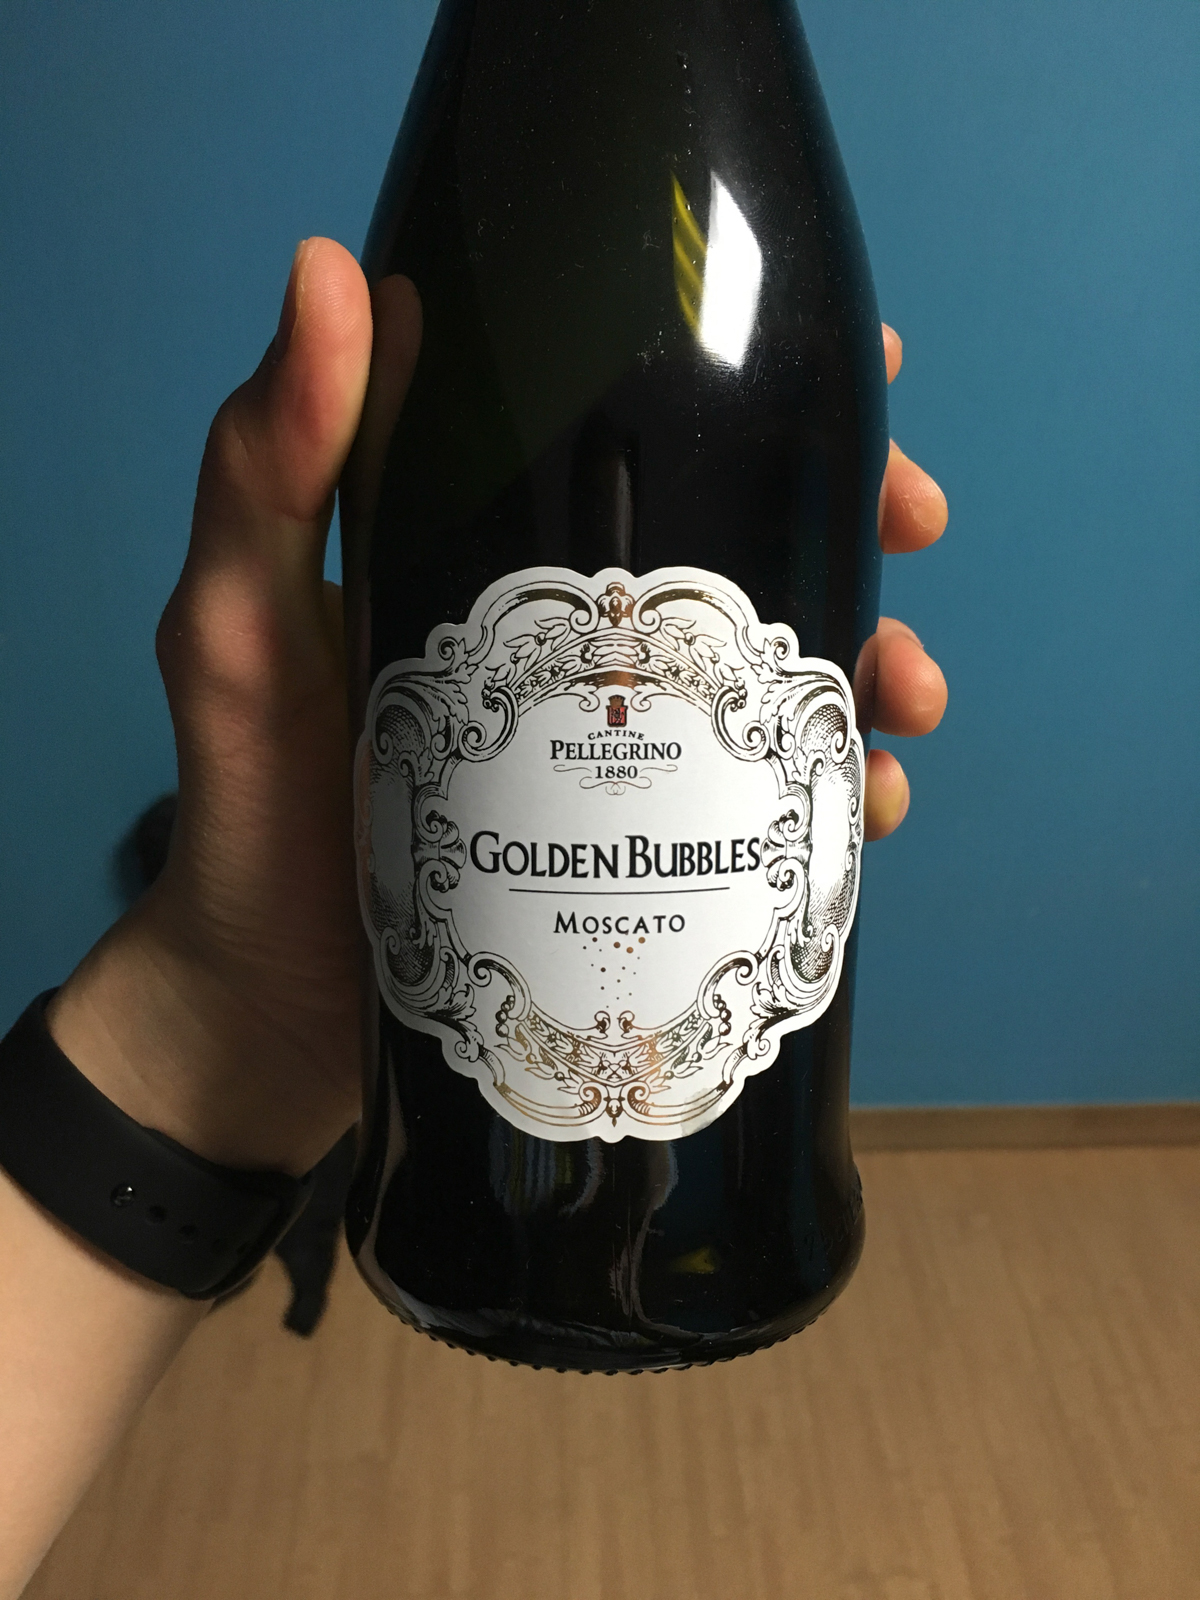 CANTINE
PELLEGRINO
1880
GOLDEN BUBBLES
MOSCATO